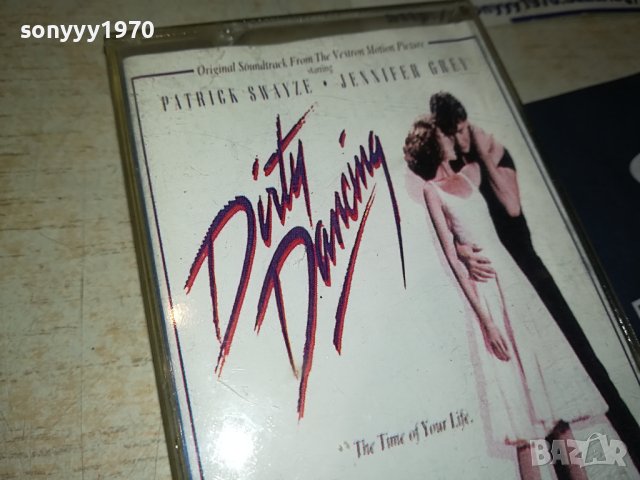 sonyyy1970
Original Soundtrack From The Vestron Motion Picture
starring
PATRICK SWAYZE • JENNIFER GREY
Dirty
Dancing
The Time of Your Life.
BAZAR